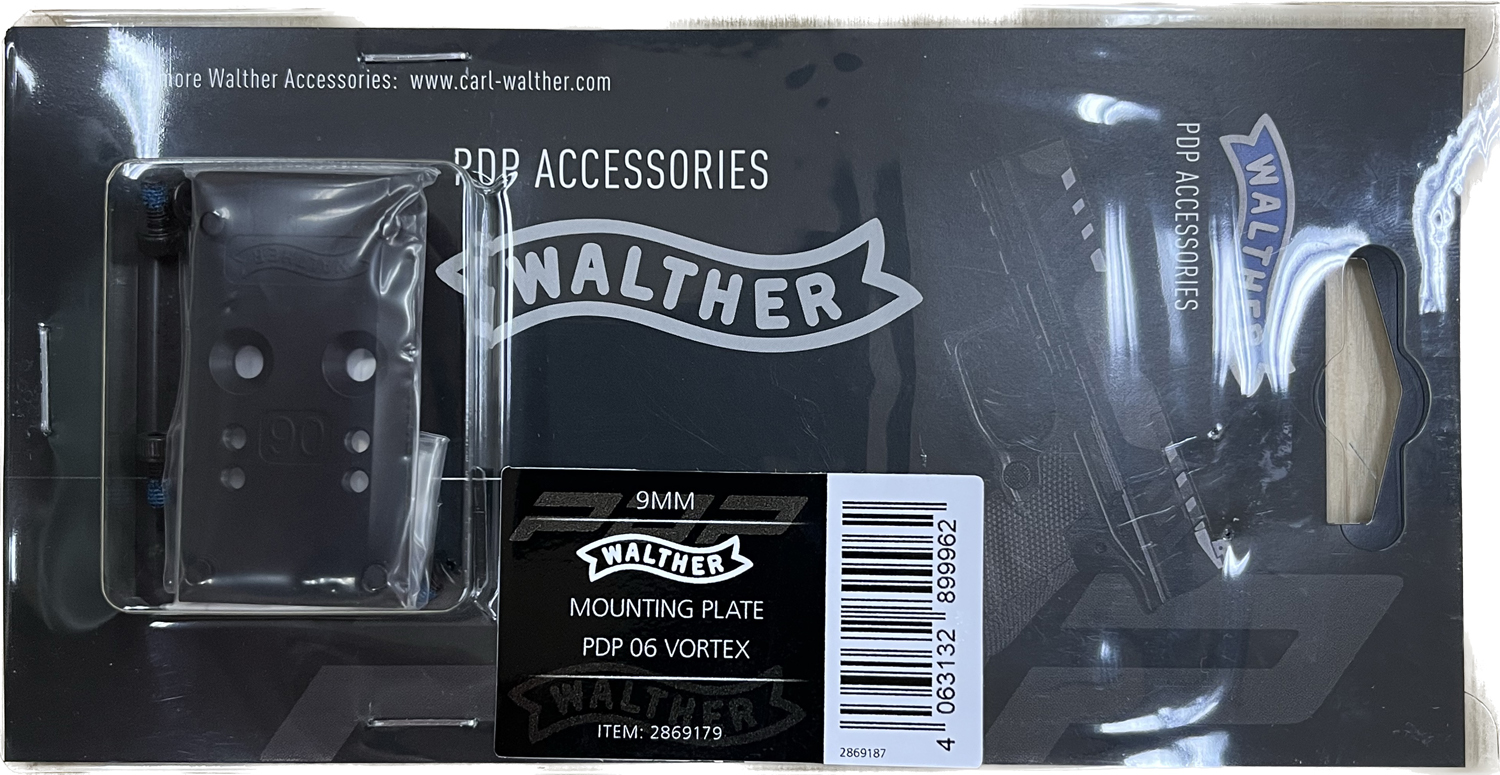 more Walther Accessories: www.carl-walther.com
PDP ACCESSORIES
WALTHER
PDP ACCESSORIES
WALTHER
WALTHER
06
PDP
9MM
WALTHER
MOUNTING PLATE
PDP 06 VORTEX
WALTHER
ITEM: 2869179
4 063132 899962
2869187